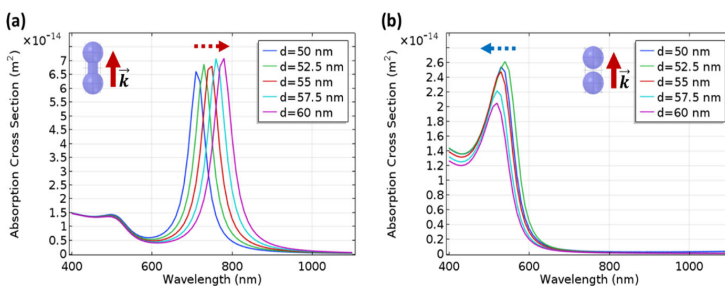 (a)
×10⁻¹⁴
Absorption Cross Section (m²)
7
6.5
6
5.5
5
4.5
4
3.5
3
2.5
2
1.5
1
0.5
0
400
600
800
1000
Wavelength (nm)
k
d=50 nm
d=52.5 nm
d=55 nm
d=57.5 nm
d=60 nm
(b)
×10⁻¹⁴
Absorption Cross Section (m²)
2.6
2.4
2.2
2
1.8
1.6
1.4
1.2
1
0.8
0.6
0.4
0.2
0
400
600
800
1000
Wavelength (nm)
k
d=50 nm
d=52.5 nm
d=55 nm
d=57.5 nm
d=60 nm